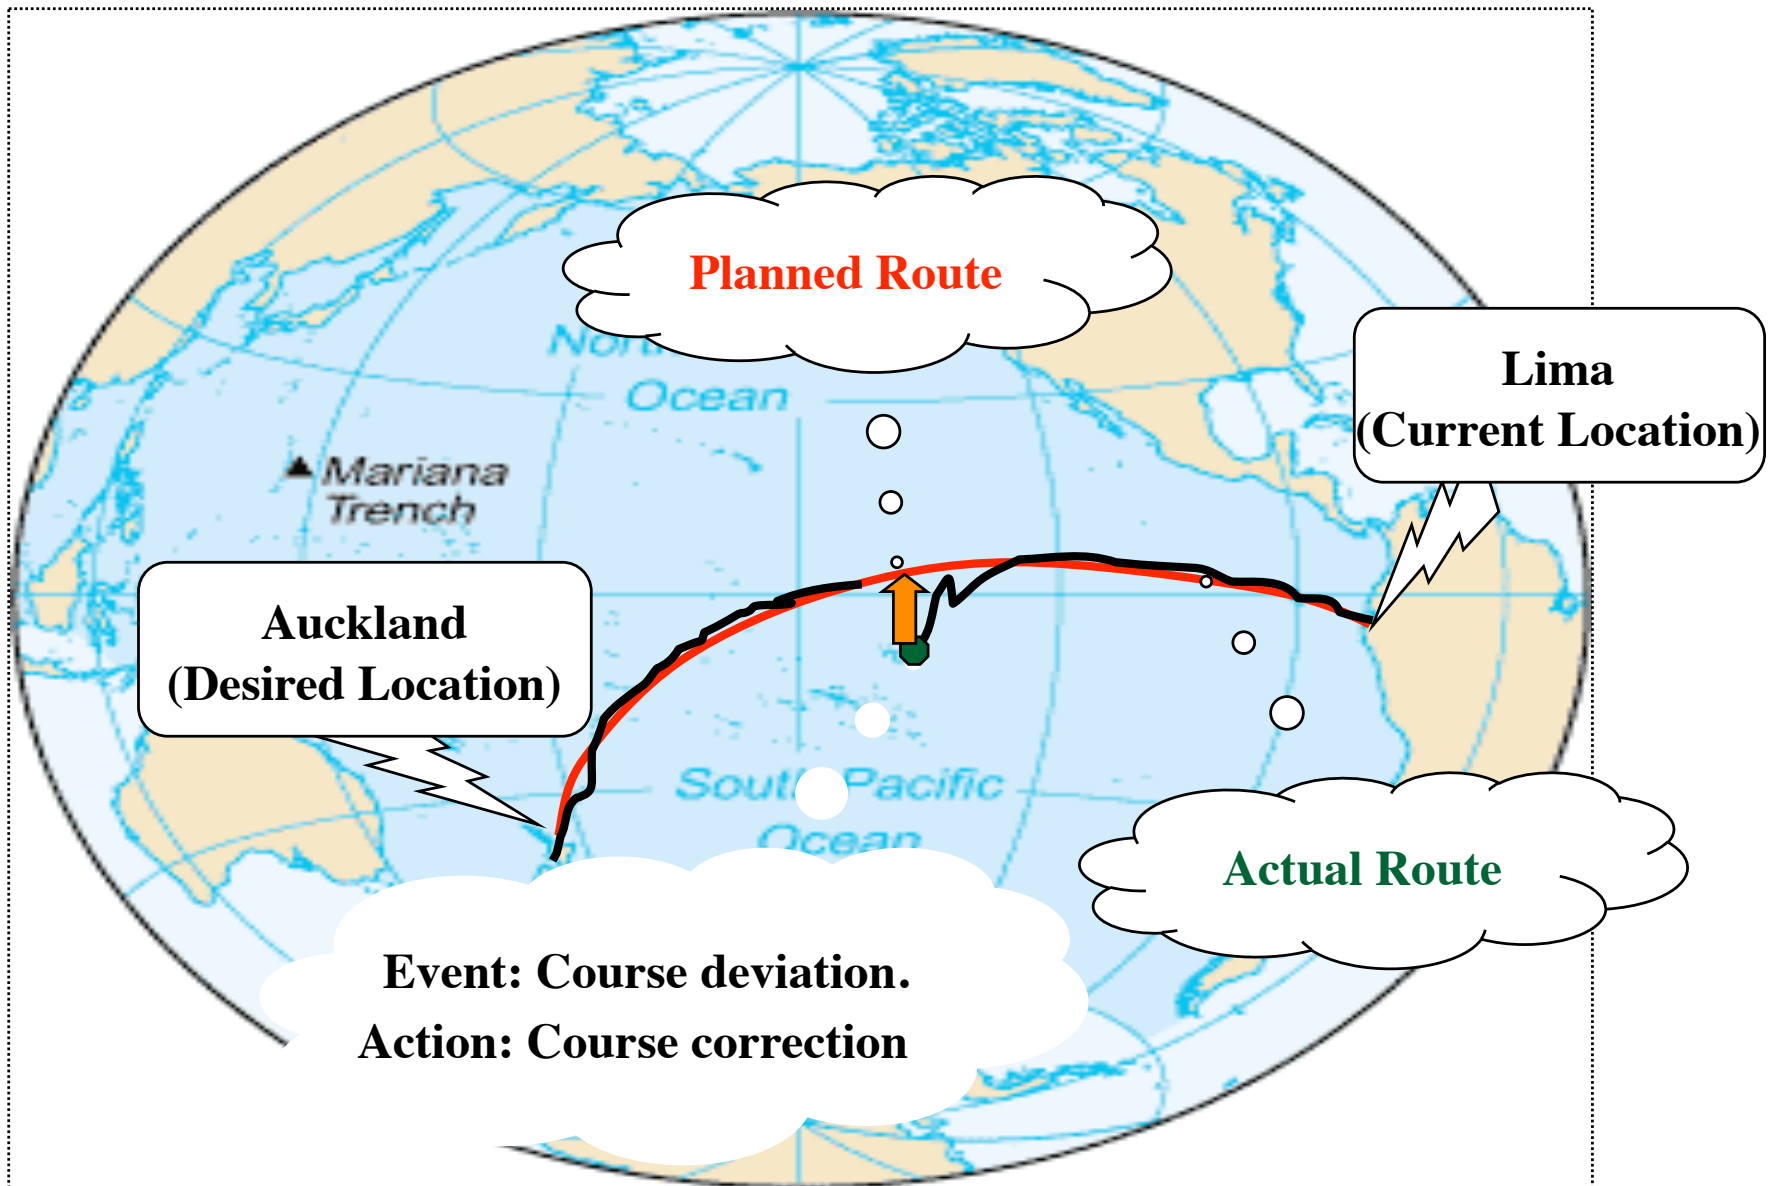 Planned Route
Ocean
Lima
(Current Location)
Mariana
Trench
Auckland
(Desired Location)
South Pacific
Ocean
Actual Route
Event: Course deviation.
Action: Course correction